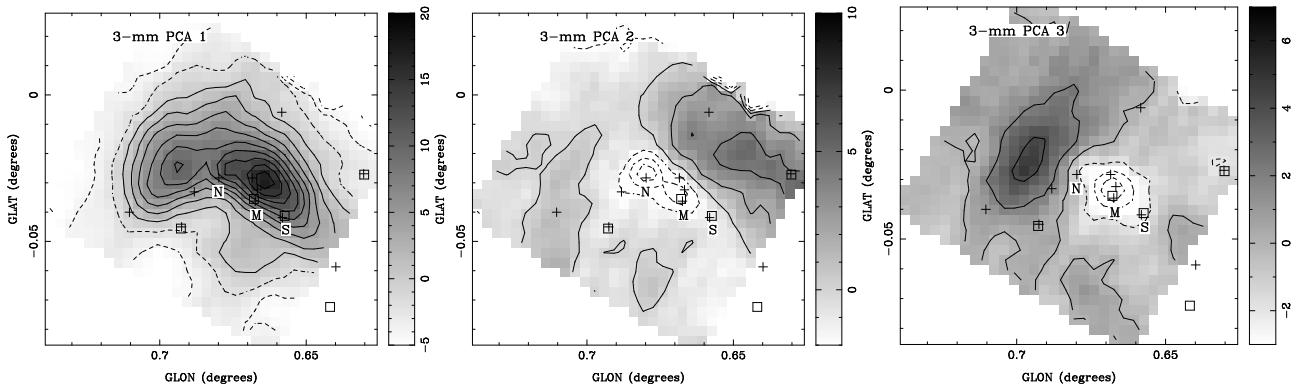 3-mm PCA 1
N
M
S
0
-0.05
GLAT (degrees)
0.7
0.65
GLON (degrees)
20
15
10
5
0
-5
3-mm PCA 2
N
M
S
0
-0.05
GLAT (degrees)
0.7
0.65
GLON (degrees)
10
5
0
3-mm PCA 3
N
M
S
0
-0.05
GLAT (degrees)
0.7
0.65
GLON (degrees)
6
4
2
0
-2